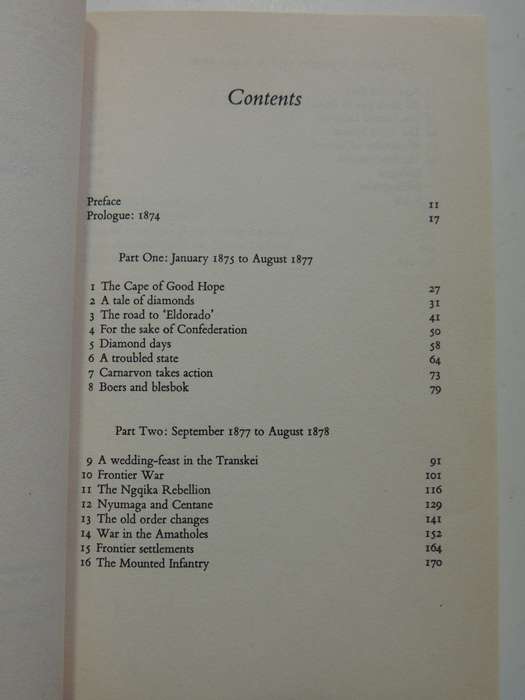 Contents
Preface 11
Prologue: 1874 17
Part One: January 1875 to August 1877
1 The Cape of Good Hope 27
2 A tale of diamonds 31
3 The road to ‘Eldorado’ 41
4 For the sake of Confederation 50
5 Diamond days 58
6 A troubled state 64
7 Carnarvon takes action 73
8 Boers and blesbok 79
Part Two: September 1877 to August 1878
9 A wedding-feast in the Transkei 91
10 Frontier War 101
11 The Ngqika Rebellion 116
12 Nyumaga and Centane 129
13 The old order changes 141
14 War in the Amatholes 152
15 Frontier settlements 164
16 The Mounted Infantry 170